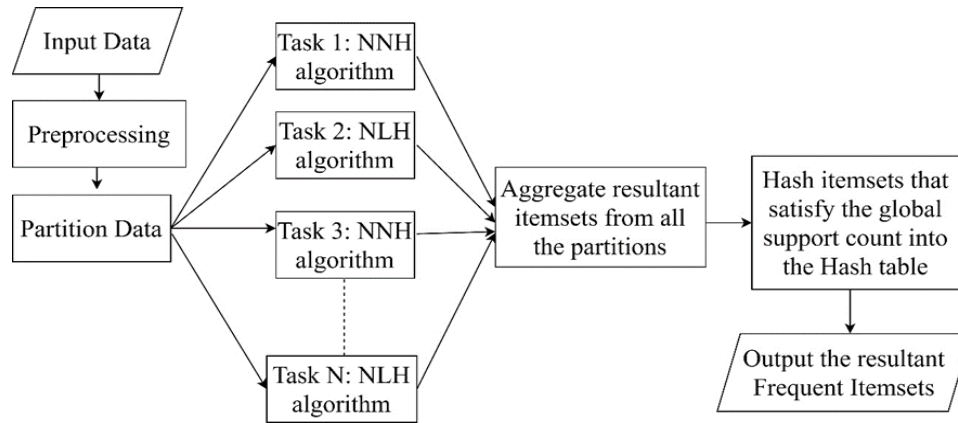 Input Data
Preprocessing
Partition Data
Task 1: NNH
algorithm
Task 2: NLH
algorithm
Task 3: NNH
algorithm
Task N: NLH
algorithm
Aggregate resultant
itemsets from all
the partitions
Hash itemsets that
satisfy the global
support count into
the Hash table
Output the resultant
Frequent Itemsets